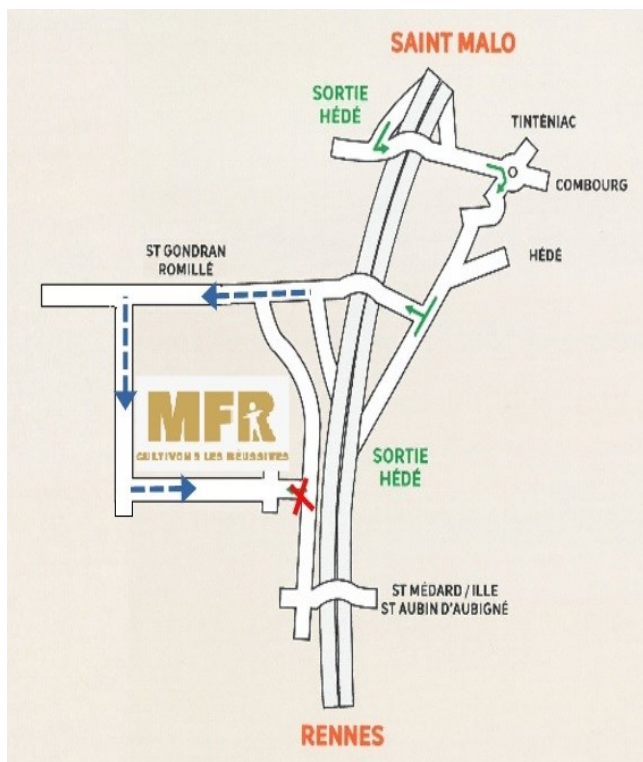 SAINT MALO
SORTIE
HÉDÉ
TINTÉNIAC
COMBOURG
HÉDÉ
ST GONDRAN
ROMILLÉ
MFR
CULTIVONS LES RÉUSSITES
SORTIE
HÉDÉ
ST MÉDARD / ILLE
ST AUBIN D'AUBIGNÉ
RENNES